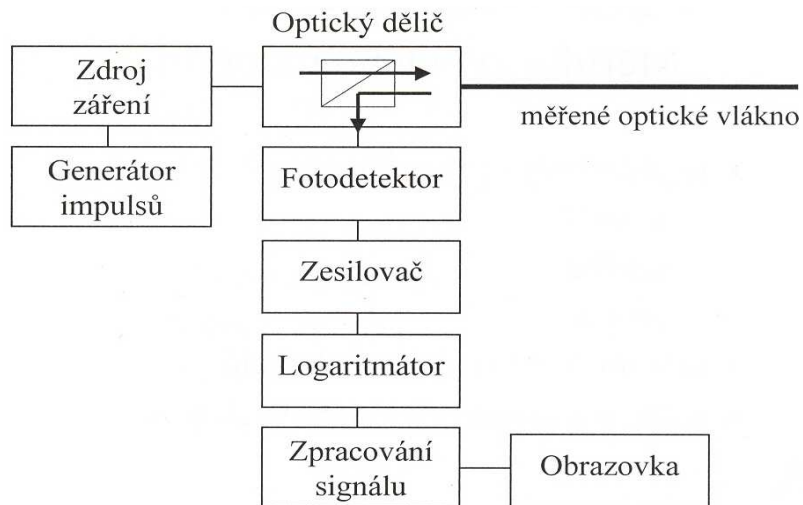 Optický dělič
Zdroj
záření
měřené optické vlákno
Generátor
impulsů
Fotodetektor
Zesilovač
Logaritmátor
Zpracování
signálu
Obrazovka